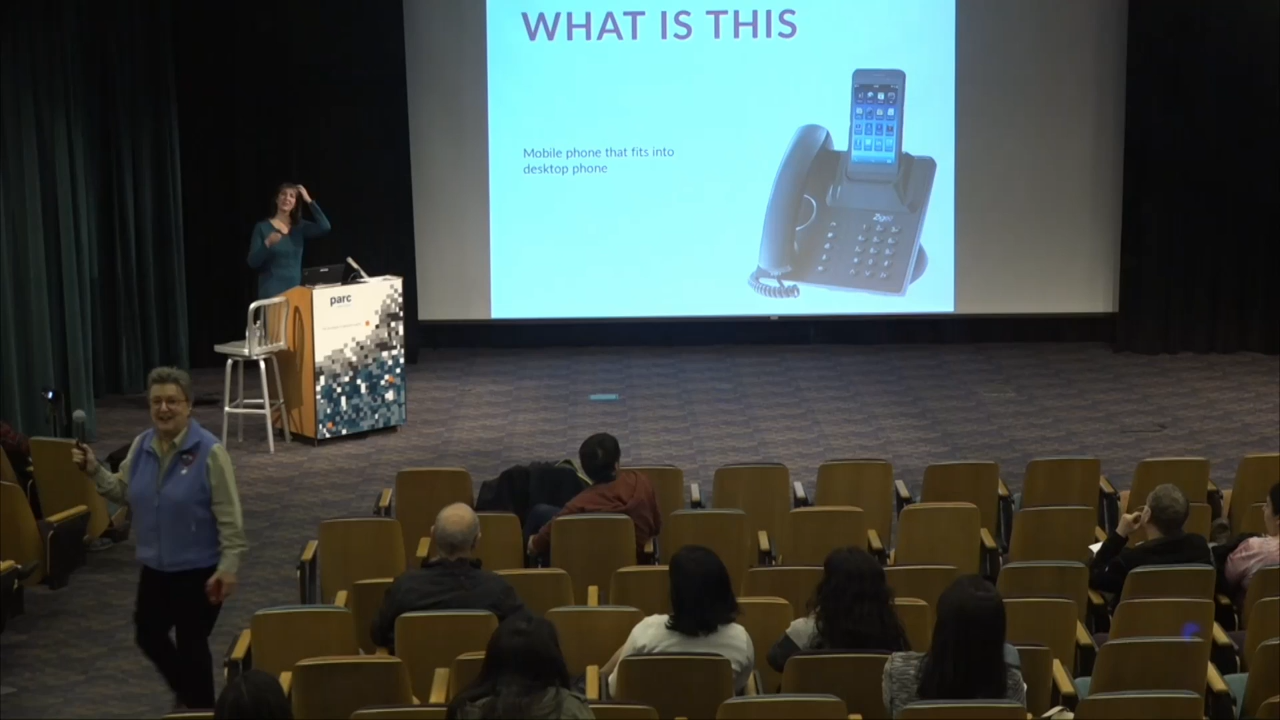 WHAT IS THIS
Mobile phone that fits into
desktop phone
parc